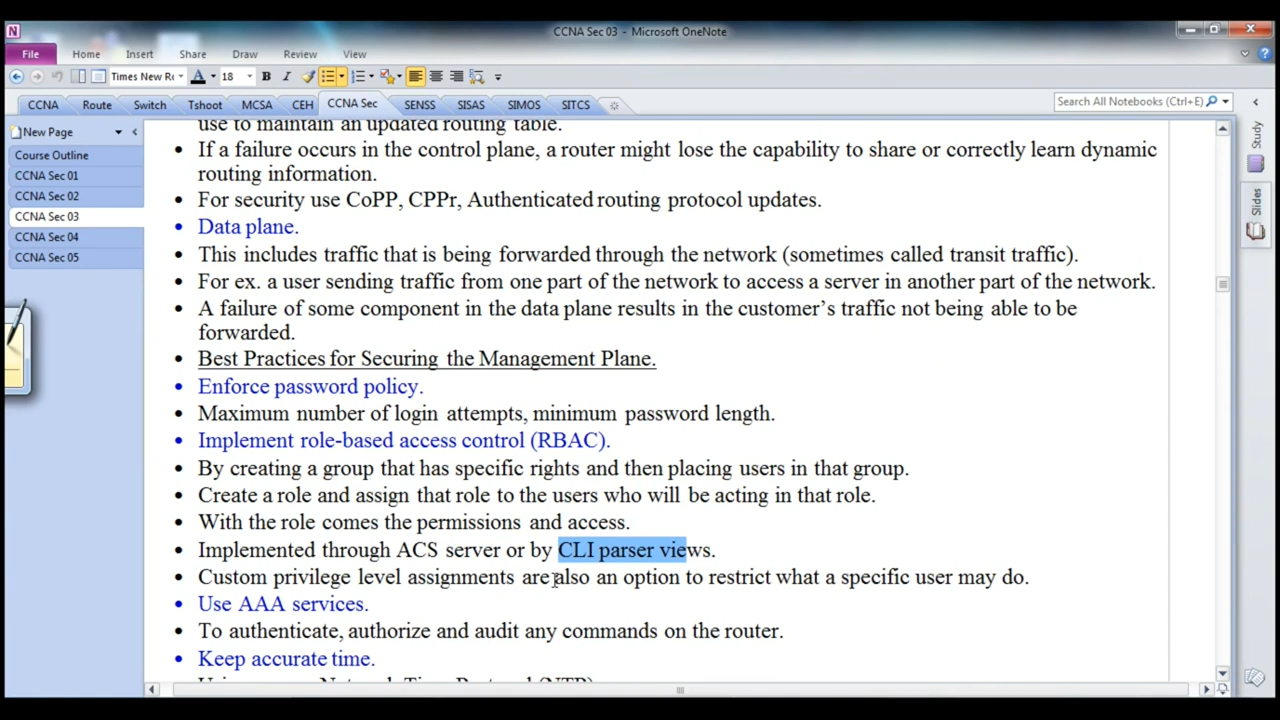 CCNA Sec 03 - Microsoft OneNote
File Home Insert Share Draw Review View
Times New Ro 18 B I
CCNA Route Switch Tshoot MCSA CEH CCNA Sec SENSS SISAS SIMOS SITCS
Search All Notebooks (Ctrl+E)
New Page
Course Outline
CCNA Sec 01
CCNA Sec 02
CCNA Sec 03
CCNA Sec 04
CCNA Sec 05
Study
Slides
use to maintain an updated routing table.
• If a failure occurs in the control plane, a router might lose the capability to share or correctly learn dynamic
routing information.
• For security use CoPP, CPPr, Authenticated routing protocol updates.
• Data plane.
• This includes traffic that is being forwarded through the network (sometimes called transit traffic).
• For ex. a user sending traffic from one part of the network to access a server in another part of the network.
• A failure of some component in the data plane results in the customer’s traffic not being able to be
forwarded.
• Best Practices for Securing the Management Plane.
• Enforce password policy.
• Maximum number of login attempts, minimum password length.
• Implement role-based access control (RBAC).
• By creating a group that has specific rights and then placing users in that group.
• Create a role and assign that role to the users who will be acting in that role.
• With the role comes the permissions and access.
• Implemented through ACS server or by CLI parser views.
• Custom privilege level assignments are also an option to restrict what a specific user may do.
• Use AAA services.
• To authenticate, authorize and audit any commands on the router.
• Keep accurate time.
Network Time Protocol (NTP)